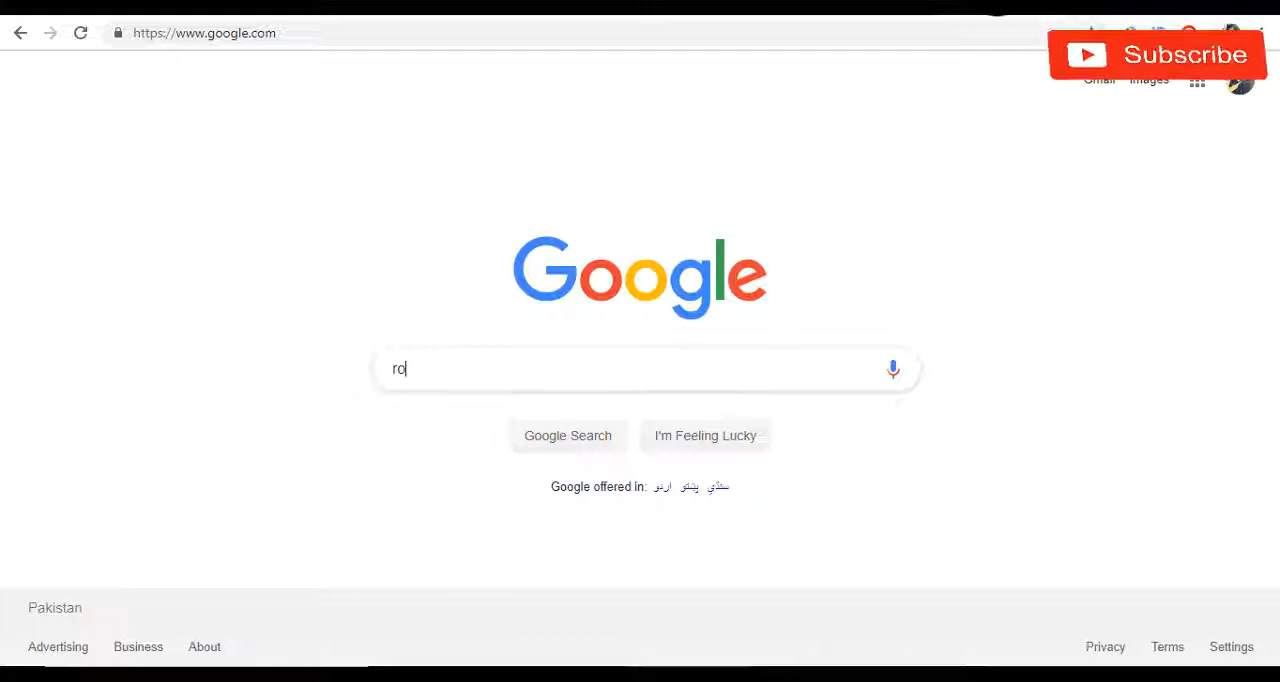 https://www.google.com
Subscribe
Gmail Images
Google
ro
Google Search I'm Feeling Lucky
Google offered in: اردو پښتو سنڌي
Pakistan
Advertising Business About Privacy Terms Settings